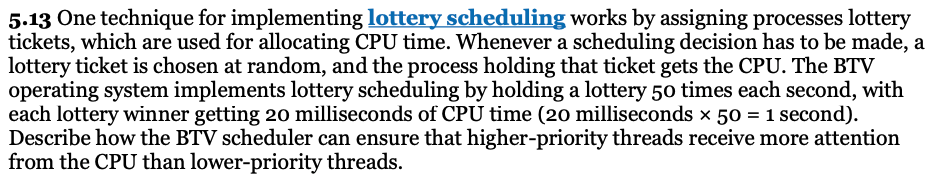 5.13 One technique for implementing lottery scheduling works by assigning processes lottery
tickets, which are used for allocating CPU time. Whenever a scheduling decision has to be made, a
lottery ticket is chosen at random, and the process holding that ticket gets the CPU. The BTV
operating system implements lottery scheduling by holding a lottery 50 times each second, with
each lottery winner getting 20 milliseconds of CPU time (20 milliseconds × 50 = 1 second).
Describe how the BTV scheduler can ensure that higher-priority threads receive more attention
from the CPU than lower-priority threads.